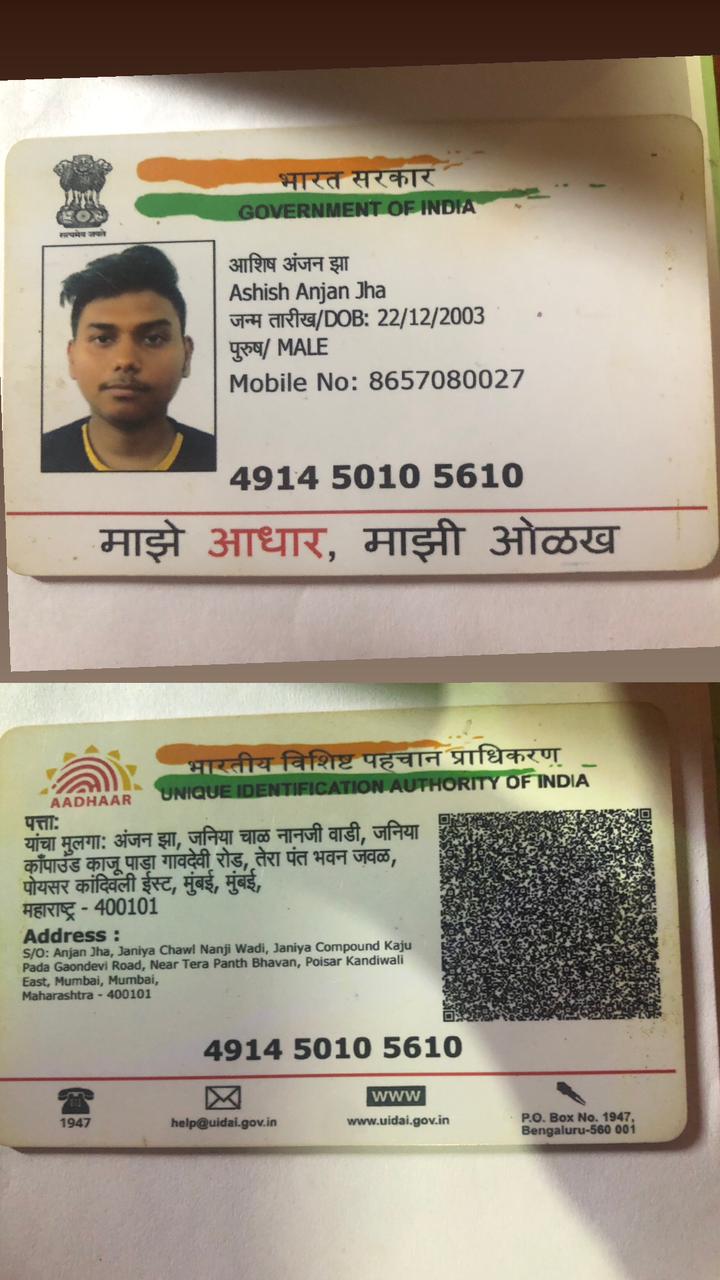 भारत सरकार
GOVERNMENT OF INDIA
सत्यमेव जयते
आशिष अंजन झा
Ashish Anjan Jha
जन्म तारीख/DOB: 22/12/2003
पुरुष/ MALE
Mobile No: 8657080027
4914 5010 5610
माझे आधार, माझी ओळख
भारतीय विशिष्ट पहचान प्राधिकरण
UNIQUE IDENTIFICATION AUTHORITY OF INDIA
AADHAAR
पत्ता:
यांचा मुलगा: अंजन झा, जनिया चाळ नानजी वाडी, जनिया
कॉंपाउंड काजू पाडा गावदेवी रोड, तेरा पंत भवन जवळ,
पोयसर कांदिवली ईस्ट, मुंबई, मुंबई,
महाराष्ट्र - 400101
Address :
S/O: Anjan Jha, Janiya Chawl Nanji Wadi, Janiya Compound Kaju
Pada Gaondevi Road, Near Tera Panth Bhavan, Poisar Kandiwali
East, Mumbai, Mumbai,
Maharashtra - 400101
4914 5010 5610
1947
help@uidai.gov.in
WWW
www.uidai.gov.in
P.O. Box No. 1947,
Bengaluru-560 001